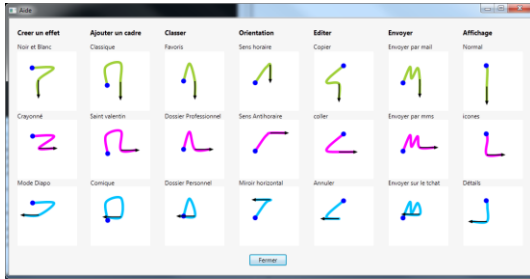 Aide
Creer un effet Ajouter un cadre Classer Orientation Editer Envoyer Affichage
Noir et Blanc Classique Favoris Sens horaire Copier Envoyer par mail Normal
Crayonné Saint valentin Dossier Professionnel Sens Antihoraire coller Envoyer par mms icones
Mode Diapo Comique Dossier Personnel Miroir horizontal Annuler Envoyer sur le tchat Détails
Fermer